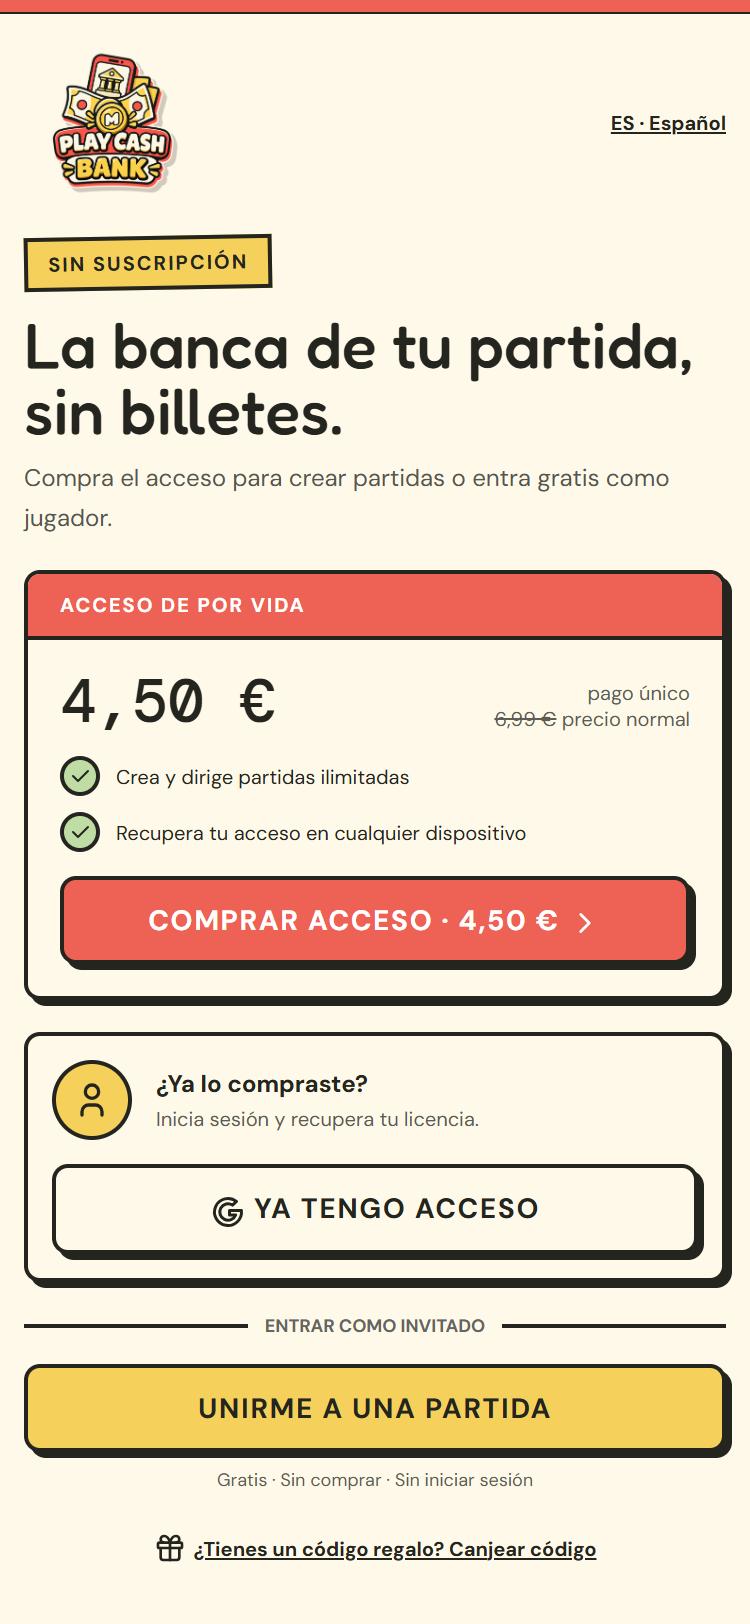 M
PLAY CASH
BANK
ES · Español
SIN SUSCRIPCIÓN
La banca de tu partida,
sin billetes.
Compra el acceso para crear partidas o entra gratis como
jugador.
ACCESO DE POR VIDA
4,50 €
pago único
6,99 € precio normal
Crea y dirige partidas ilimitadas
Recupera tu acceso en cualquier dispositivo
COMPRAR ACCESO · 4,50 €
¿Ya lo compraste?
Inicia sesión y recupera tu licencia.
YA TENGO ACCESO
ENTRAR COMO INVITADO
UNIRME A UNA PARTIDA
Gratis · Sin comprar · Sin iniciar sesión
¿Tienes un código regalo? Canjear código